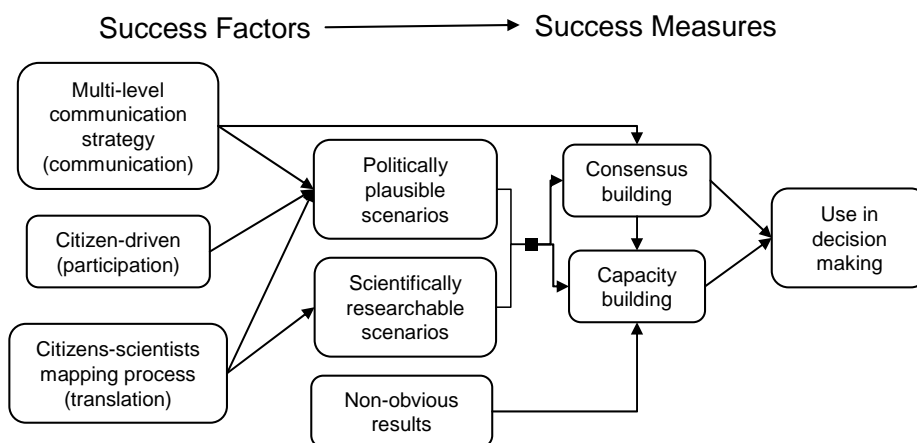 Success Factors
Success Measures
Multi-level
communication
strategy
(communication)
Citizen-driven
(participation)
Citizens-scientists
mapping process
(translation)
Politically
plausible
scenarios
Scientifically
researchable
scenarios
Non-obvious
results
Consensus
building
Capacity
building
Use in
decision
making